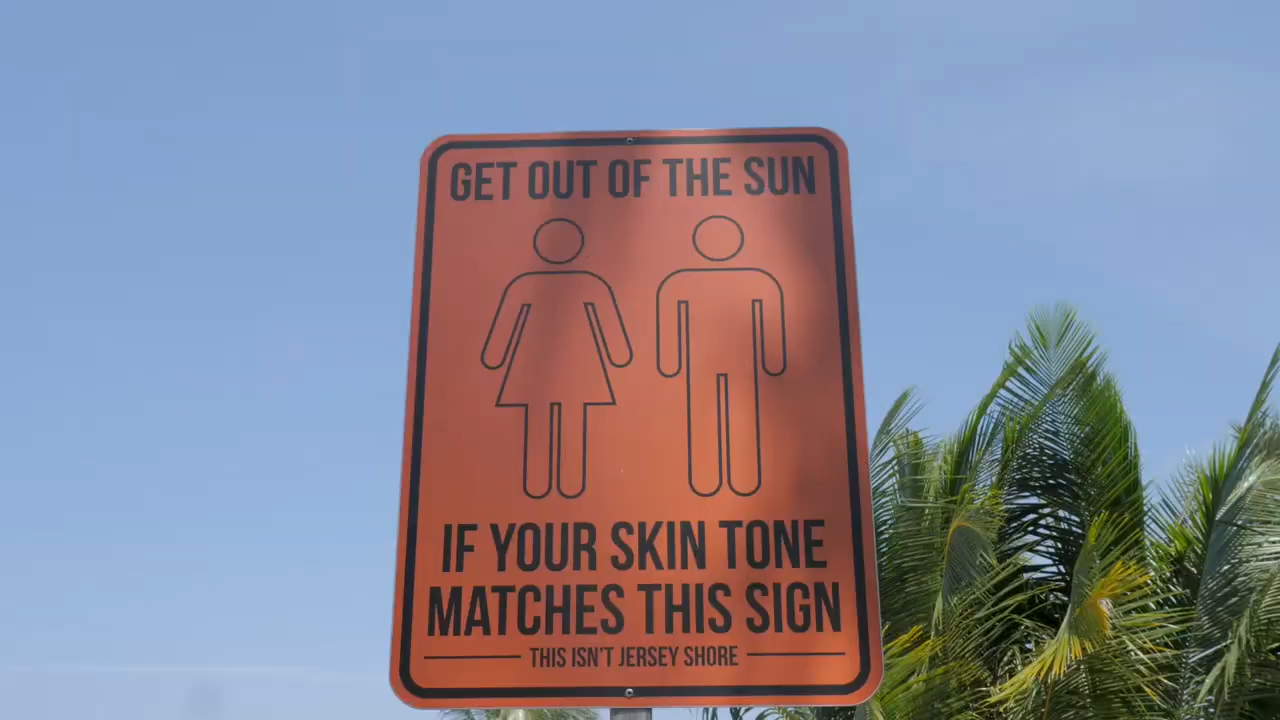 GET OUT OF THE SUN
IF YOUR SKIN TONE
MATCHES THIS SIGN
THIS ISN'T JERSEY SHORE